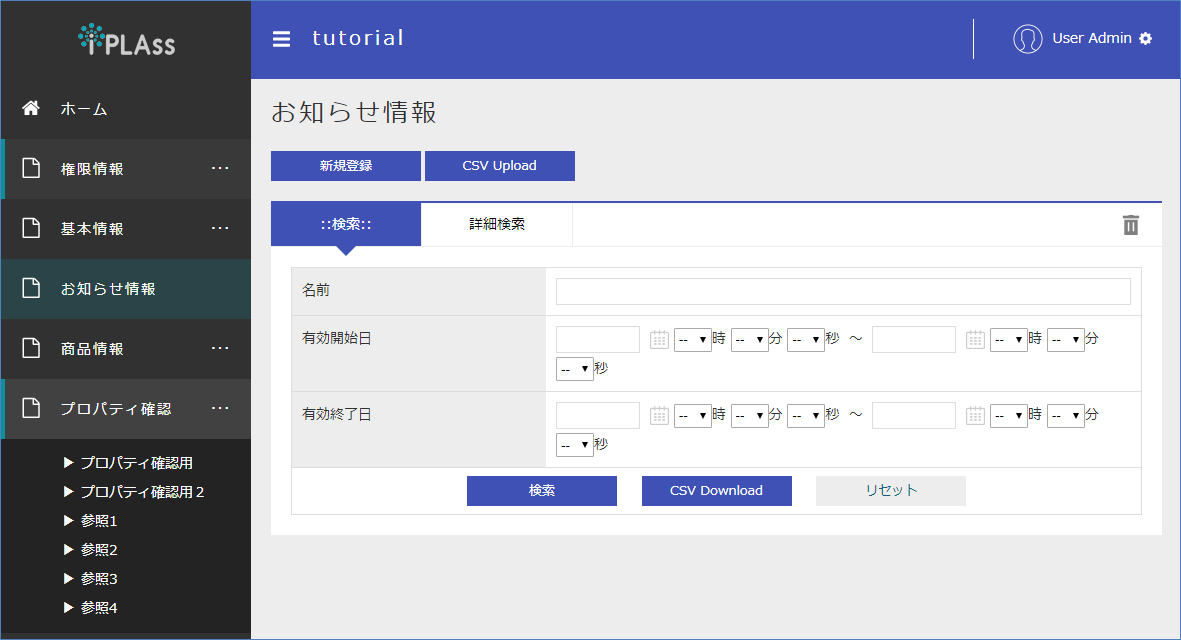 iPLAss
tutorial
User Admin
ホーム
権限情報 ...
基本情報 ...
お知らせ情報
商品情報 ...
プロパティ確認 ...
▶ プロパティ確認用
▶ プロパティ確認用２
▶ 参照1
▶ 参照2
▶ 参照3
▶ 参照4
お知らせ情報
新規登録 CSV Upload
::検索:: 詳細検索
名前
有効開始日 -- ▼時 -- ▼分 -- ▼秒 ～ -- ▼時 -- ▼分
-- ▼秒
有効終了日 -- ▼時 -- ▼分 -- ▼秒 ～ -- ▼時 -- ▼分
-- ▼秒
検索 CSV Download リセット